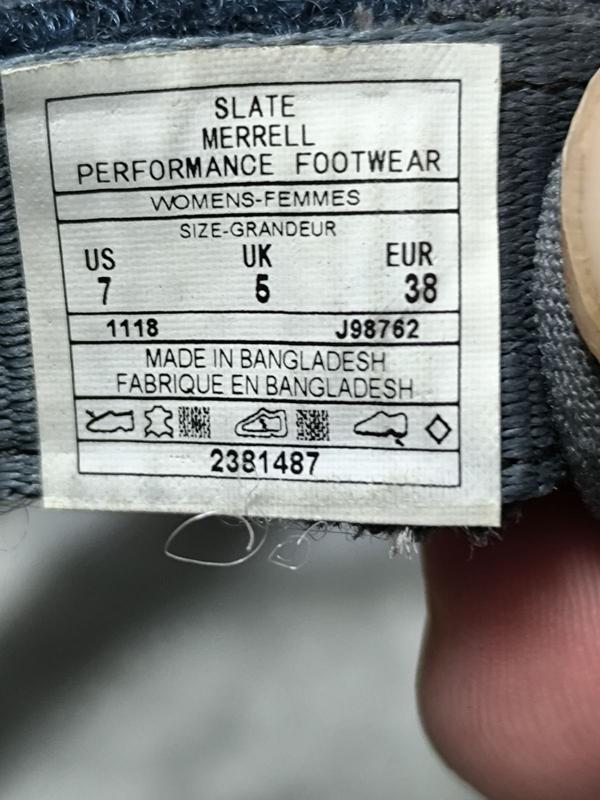 SLATE
MERRELL
PERFORMANCE FOOTWEAR
WOMENS-FEMMES
SIZE-GRANDEUR
US UK EUR
7 5 38
1118 J98762
MADE IN BANGLADESH
FABRIQUE EN BANGLADESH
2381487